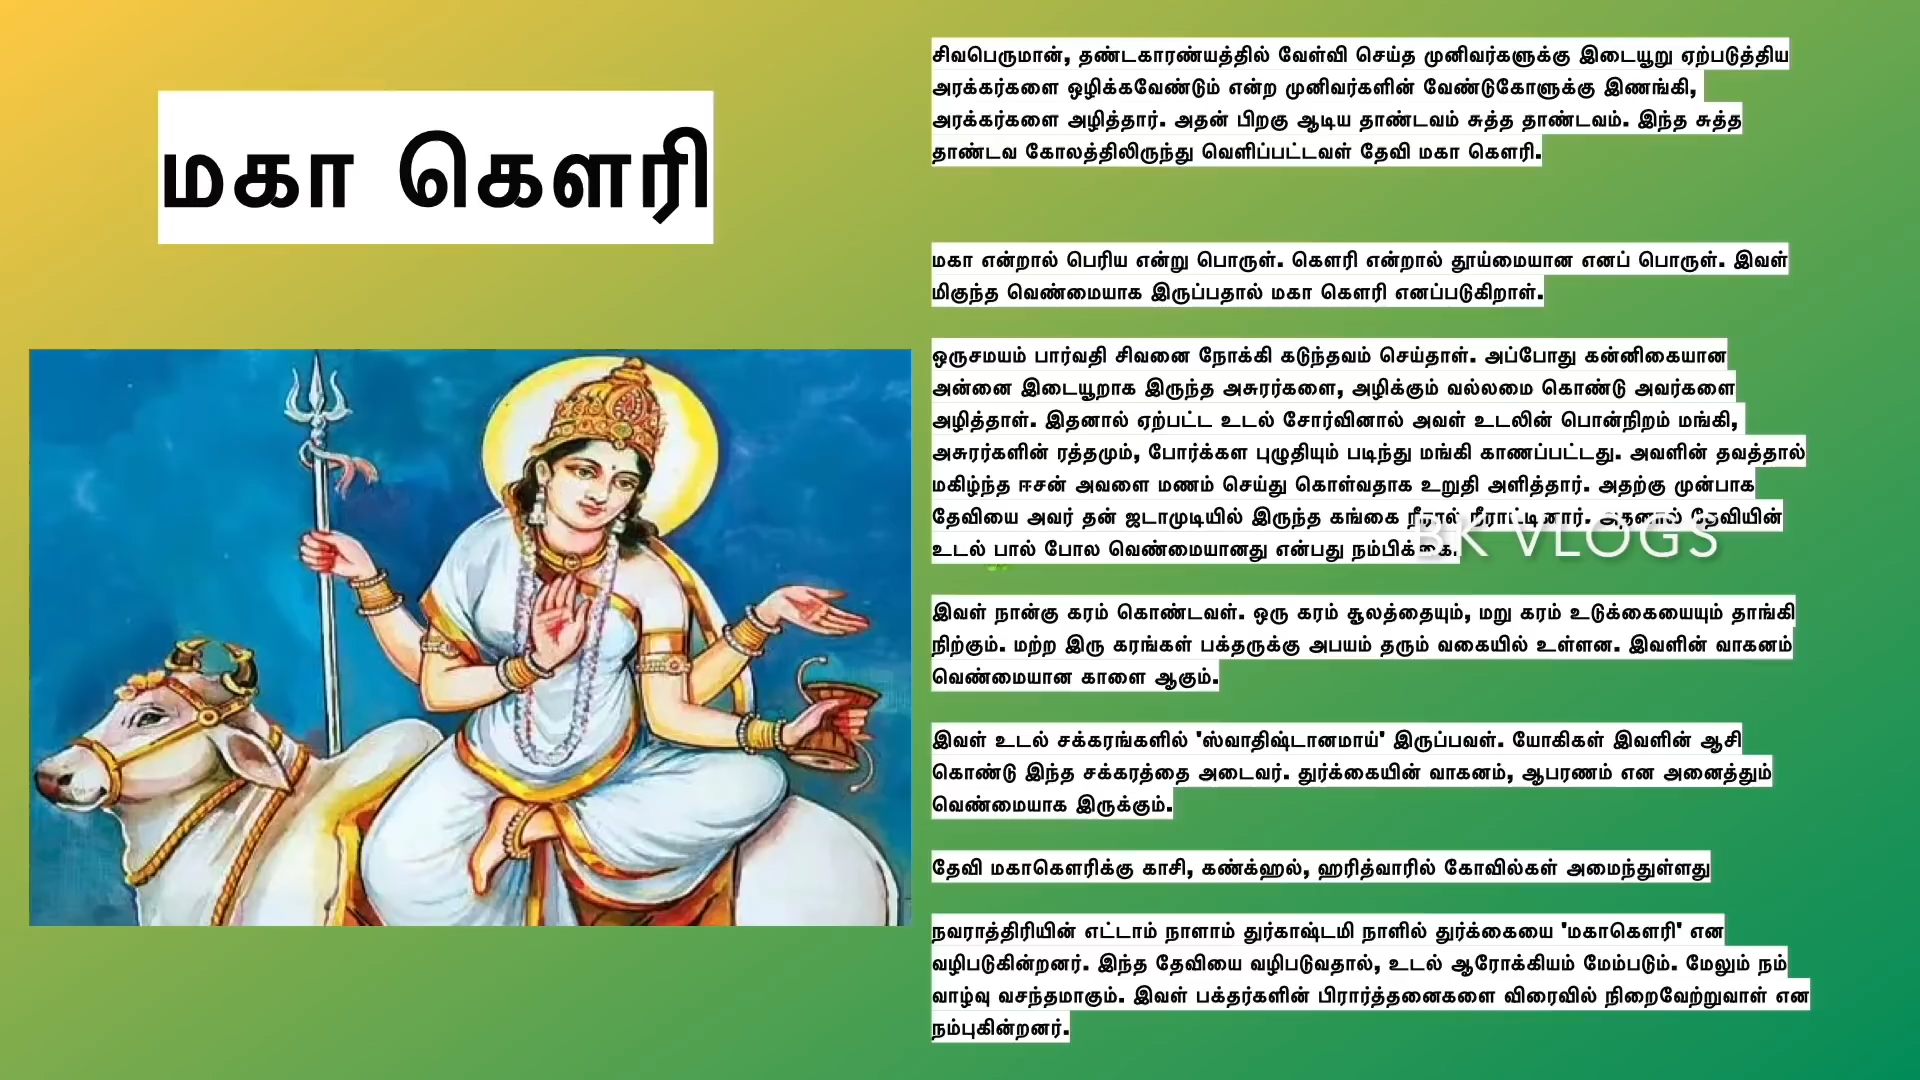 மகா கௌரி
சிவபெருமான், தண்டகாரண்யத்தில் வேள்வி செய்த முனிவர்களுக்கு இடையூறு ஏற்படுத்திய
அரக்கர்களை ஒழிக்கவேண்டும் என்ற முனிவர்களின் வேண்டுகோளுக்கு இணங்கி,
அரக்கர்களை அழித்தார். அதன் பிறகு ஆடிய தாண்டவம் சுத்த தாண்டவம். இந்த சுத்த
தாண்டவ கோலத்திலிருந்து வெளிப்பட்டவள் தேவி மகா கௌரி.
மகா என்றால் பெரிய என்று பொருள். கௌரி என்றால் தூய்மையான எனப் பொருள். இவள்
மிகுந்த வெண்மையாக இருப்பதால் மகா கௌரி எனப்படுகிறாள்.
ஒருசமயம் பார்வதி சிவனை நோக்கி கடுந்தவம் செய்தாள். அப்போது கன்னிகையான
அன்னை இடையூறாக இருந்த அசுரர்களை, அழிக்கும் வல்லமை கொண்டு அவர்களை
அழித்தாள். இதனால் ஏற்பட்ட உடல் சோர்வினால் அவள் உடலின் பொன்நிறம் மங்கி,
அசுரர்களின் ரத்தமும், போர்க்கள புழுதியும் படிந்து மங்கி காணப்பட்டது. அவளின் தவத்தால்
மகிழ்ந்த ஈசன் அவளை மணம் செய்து கொள்வதாக உறுதி அளித்தார். அதற்கு முன்பாக
தேவியை அவர் தன் ஜடாமுடியில் இருந்த கங்கை நீரால் நீராட்டினார். அதனால் தேவியின்
உடல் பால் போல வெண்மையானது என்பது நம்பிக்கை.
BK VLOGS
இவள் நான்கு கரம் கொண்டவள். ஒரு கரம் சூலத்தையும், மறு கரம் உடுக்கையையும் தாங்கி
நிற்கும். மற்ற இரு கரங்கள் பக்தருக்கு அபயம் தரும் வகையில் உள்ளன. இவளின் வாகனம்
வெண்மையான காளை ஆகும்.
இவள் உடல் சக்கரங்களில் 'ஸ்வாதிஷ்டானமாய்' இருப்பவள். யோகிகள் இவளின் ஆசி
கொண்டு இந்த சக்கரத்தை அடைவர். துர்க்கையின் வாகனம், ஆபரணம் என அனைத்தும்
வெண்மையாக இருக்கும்.
தேவி மகாகௌரிக்கு காசி, கண்க்ஹல், ஹரித்வாரில் கோவில்கள் அமைந்துள்ளது
நவராத்திரியின் எட்டாம் நாளாம் துர்காஷ்டமி நாளில் துர்க்கையை 'மகாகௌரி' என
வழிபடுகின்றனர். இந்த தேவியை வழிபடுவதால், உடல் ஆரோக்கியம் மேம்படும். மேலும் நம்
வாழ்வு வசந்தமாகும். இவள் பக்தர்களின் பிரார்த்தனைகளை விரைவில் நிறைவேற்றுவாள் என
நம்புகின்றனர்.